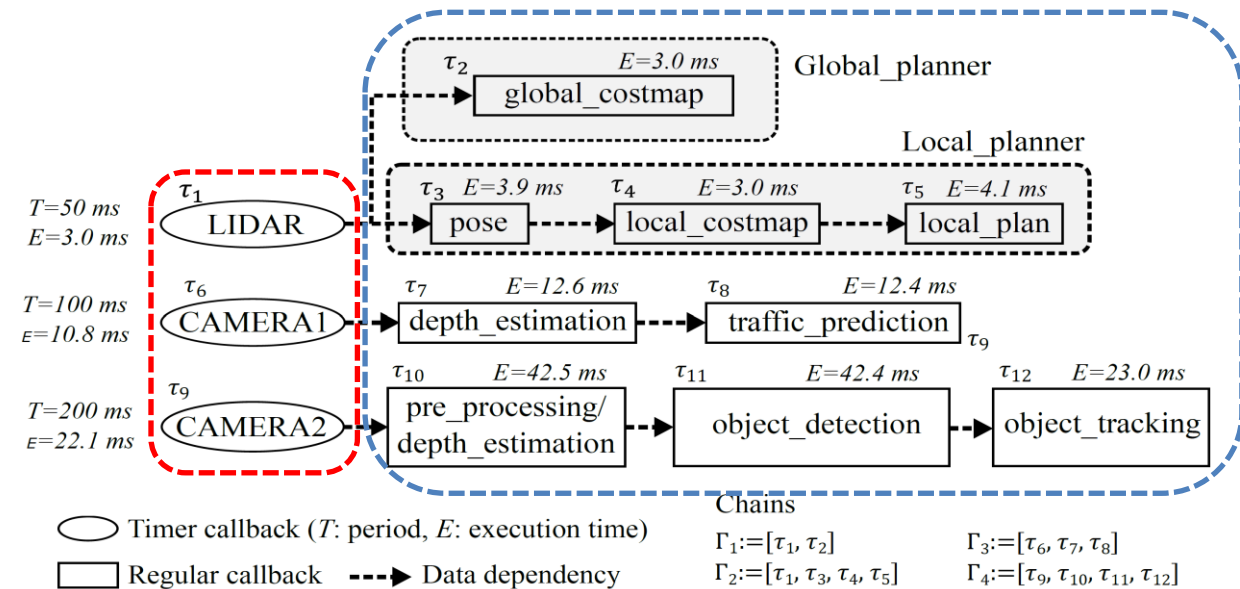 τ2 E=3.0 ms
global_costmap
Global_planner
Local_planner
τ1
T=50 ms
E=3.0 ms
LIDAR
τ3 E=3.9 ms
pose
τ4 E=3.0 ms
local_costmap
τ5 E=4.1 ms
local_plan
τ6
T=100 ms
E=10.8 ms
CAMERA1
τ7 E=12.6 ms
depth_estimation
τ8 E=12.4 ms
traffic_prediction
τ9
τ9
T=200 ms
E=22.1 ms
CAMERA2
τ10 E=42.5 ms
pre_processing/
depth_estimation
τ11 E=42.4 ms
object_detection
τ12 E=23.0 ms
object_tracking
Timer callback (T: period, E: execution time)
Regular callback
Data dependency
Chains
Γ1:=[τ1, τ2]
Γ2:=[τ1, τ3, τ4, τ5]
Γ3:=[τ6, τ7, τ8]
Γ4:=[τ9, τ10, τ11, τ12]